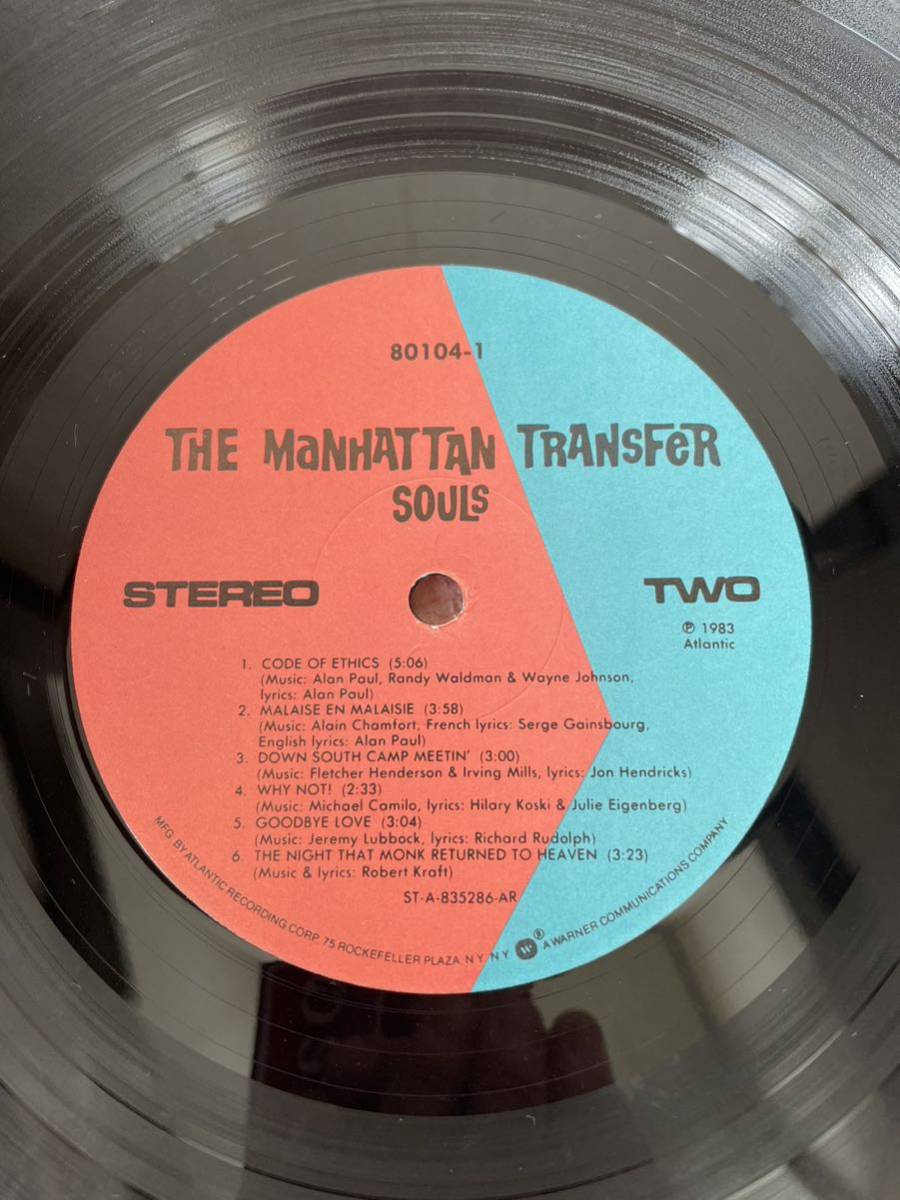 80104-1
THE MaNHATTAN TRANSFeR
SOULs
STEREO
TWO
℗ 1983
Atlantic
1. CODE OF ETHICS (5:06)
(Music: Alan Paul, Randy Waldman & Wayne Johnson,
lyrics: Alan Paul)
2. MALAISE EN MALAISIE (3:58)
(Music: Alain Chamfort, French lyrics: Serge Gainsbourg,
English lyrics: Alan Paul)
3. DOWN SOUTH CAMP MEETIN' (3:00)
(Music: Fletcher Henderson & Irving Mills, lyrics: Jon Hendricks)
4. WHY NOT! (2:33)
(Music: Michael Camilo, lyrics: Hilary Koski & Julie Eigenberg)
5. GOODBYE LOVE (3:04)
(Music: Jeremy Lubbock, lyrics: Richard Rudolph)
6. THE NIGHT THAT MONK RETURNED TO HEAVEN (3:23)
(Music & lyrics: Robert Kraft)
ST-A-835286-AR
MFG. BY ATLANTIC RECORDING CORP. 75 ROCKEFELLER PLAZA, N.Y. N.Y. ® A WARNER COMMUNICATIONS COMPANY